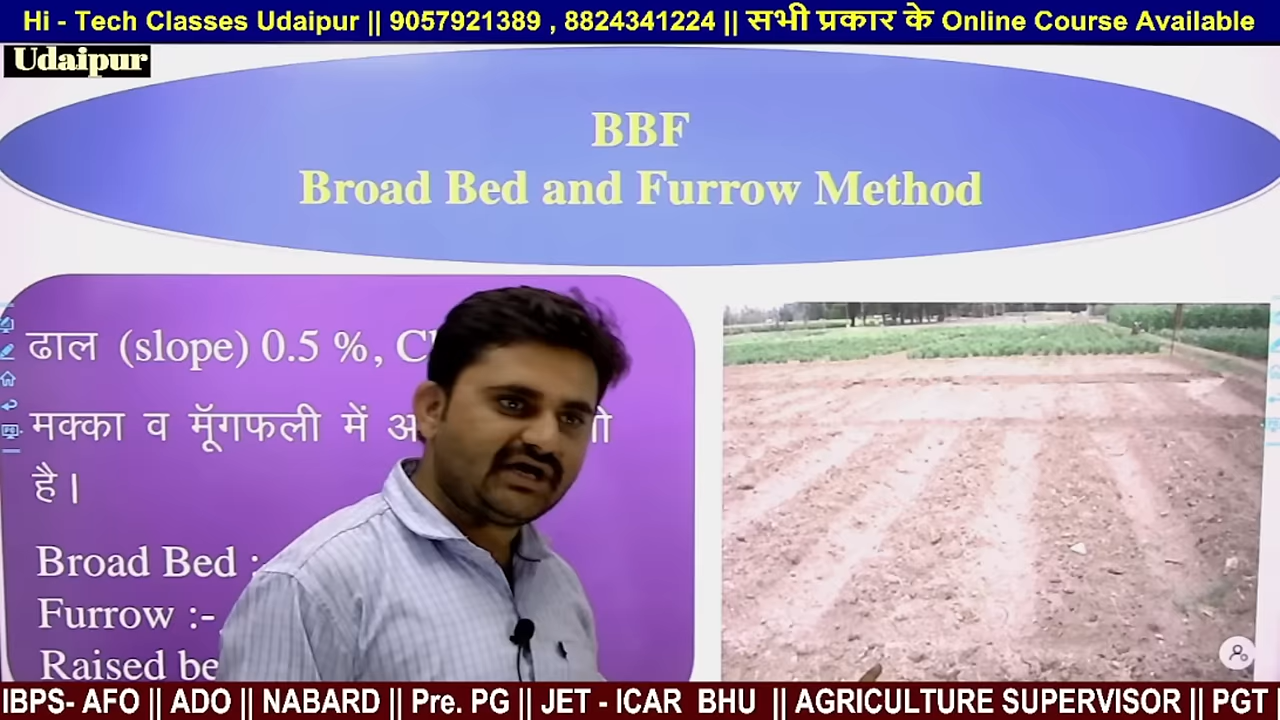 Hi - Tech Classes Udaipur || 9057921389 , 8824341224 || सभी प्रकार के Online Course Available
Udaipur
BBF
Broad Bed and Furrow Method
ढाल (slope) 0.5 %,
मक्का व मूॅगफली में
है।
Broad Bed :
Furrow :-
Raised be
IBPS- AFO || ADO || NABARD || Pre. PG || JET - ICAR BHU || AGRICULTURE SUPERVISOR || PGT